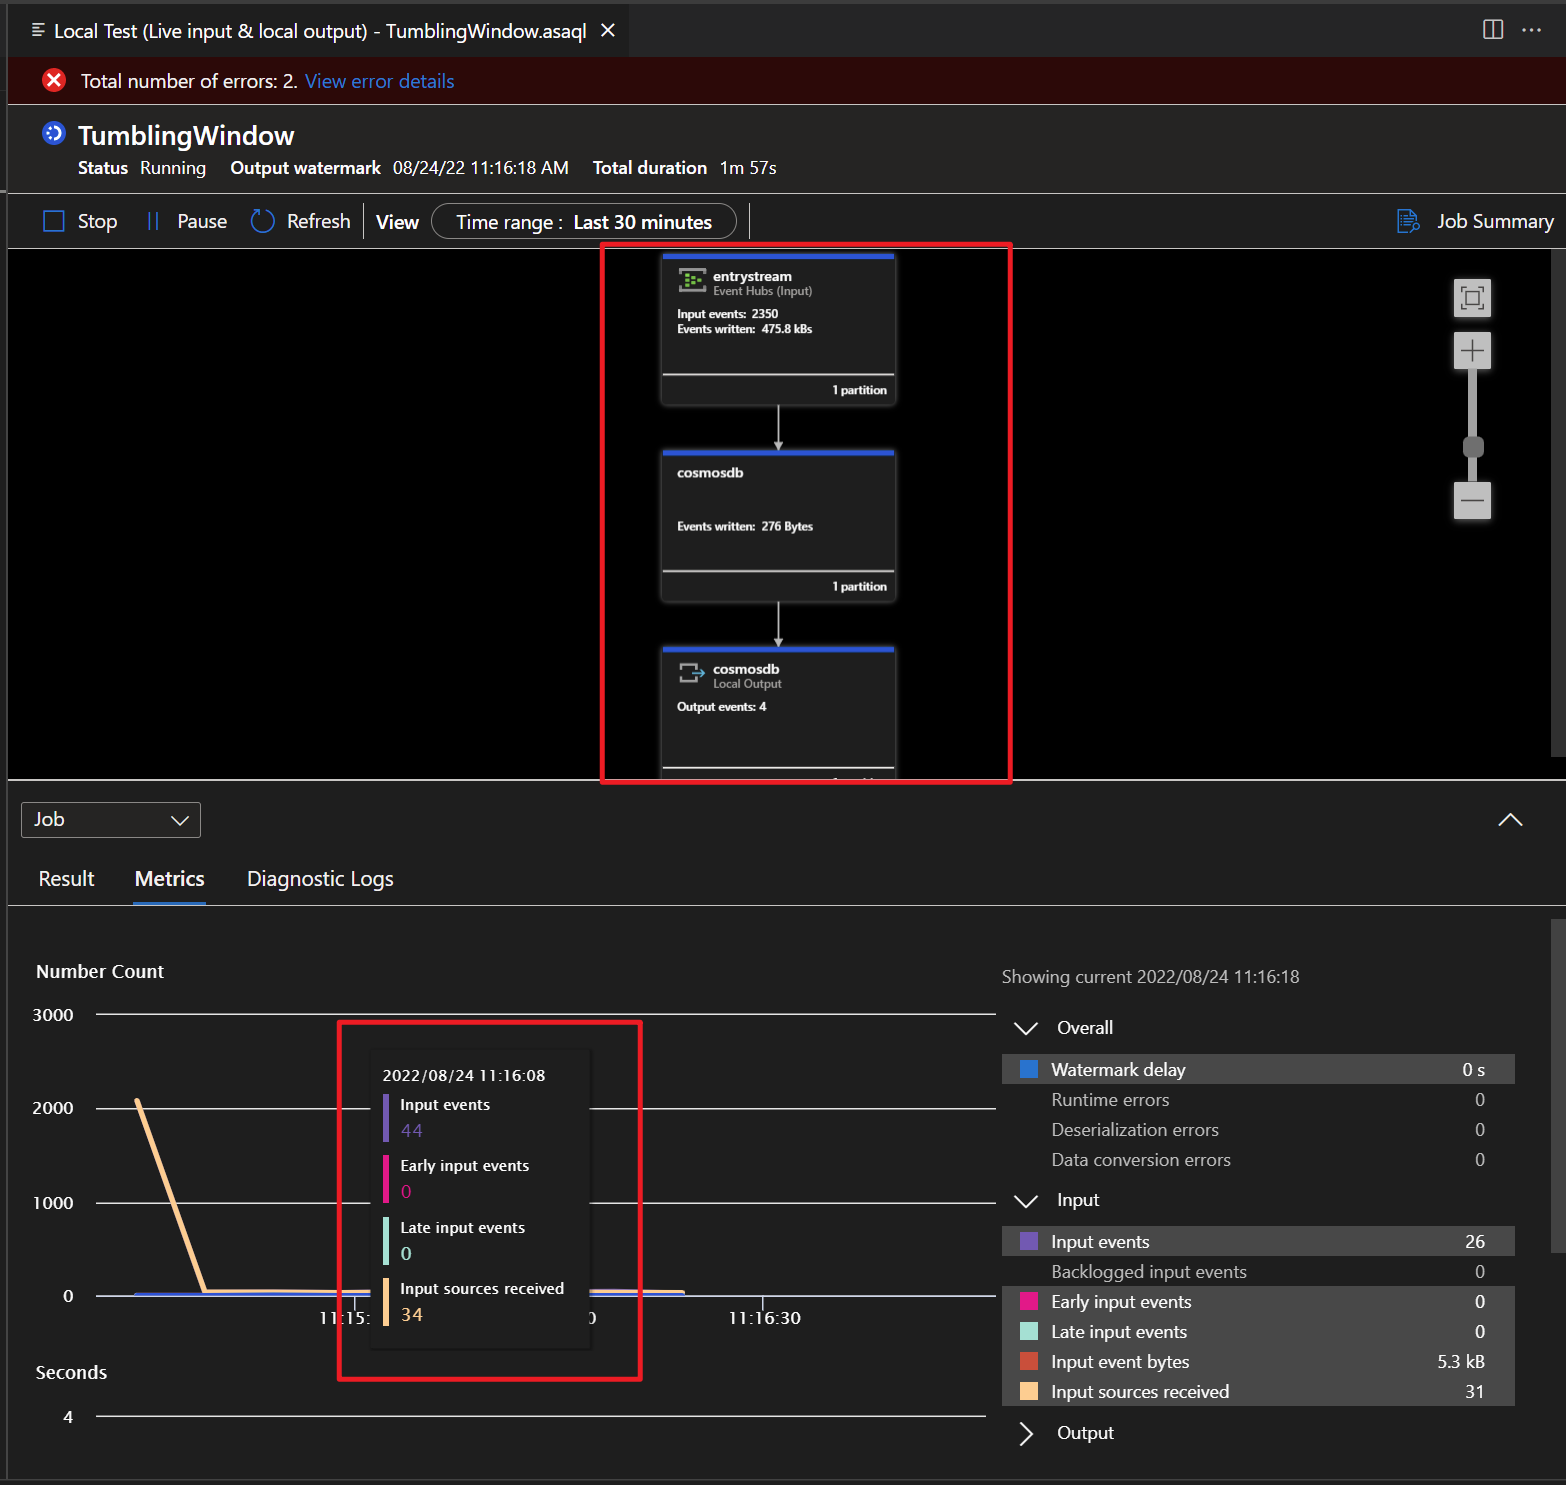 Local Test (Live input & local output) - TumblingWindow.asaql
Total number of errors: 2. View error details
TumblingWindow
Status Running Output watermark 08/24/22 11:16:18 AM Total duration 1m 57s
Stop Pause Refresh View Time range : Last 30 minutes Job Summary
entrystream
Event Hubs (Input)
Input events: 2350
Events written: 475.8 kBs
1 partition
cosmosdb
Events written: 276 Bytes
1 partition
cosmosdb
Local Output
Output events: 4
Job
Result Metrics Diagnostic Logs
Number Count
3000
2000
1000
0
11:15:
0
11:16:30
2022/08/24 11:16:08
Input events
44
Early input events
0
Late input events
0
Input sources received
34
Seconds
4
Showing current 2022/08/24 11:16:18
Overall
Watermark delay 0 s
Runtime errors 0
Deserialization errors 0
Data conversion errors 0
Input
Input events 26
Backlogged input events 0
Early input events 0
Late input events 0
Input event bytes 5.3 kB
Input sources received 31
Output